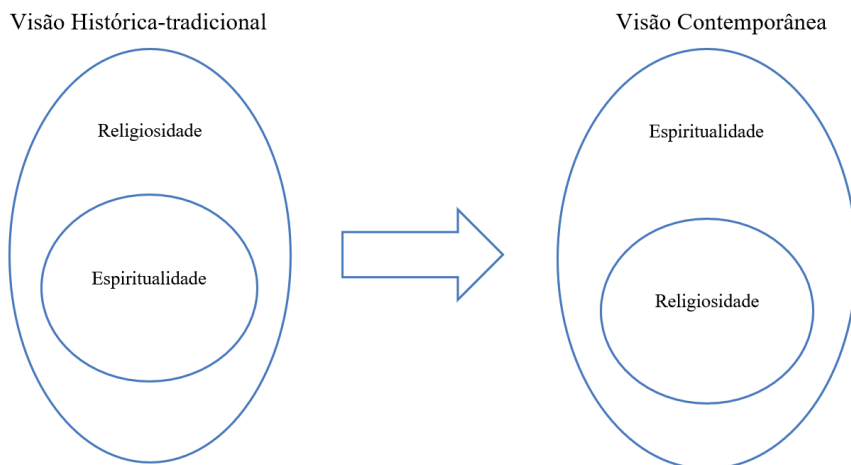 Visão Histórica-tradicional
Religiosidade
Espiritualidade
Visão Contemporânea
Espiritualidade
Religiosidade